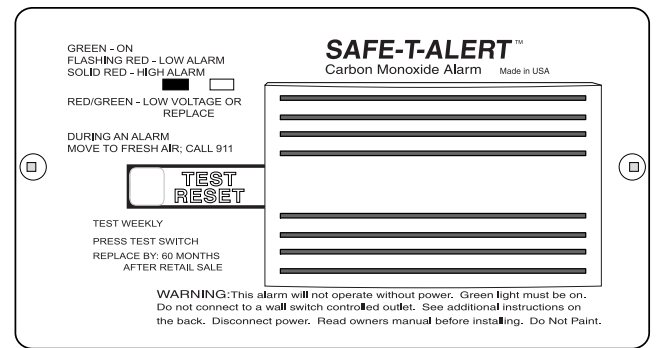 GREEN - ON
FLASHING RED - LOW ALARM
SOLID RED - HIGH ALARM
RED/GREEN - LOW VOLTAGE OR
REPLACE
DURING AN ALARM
MOVE TO FRESH AIR; CALL 911
SAFE-T-ALERT™
Carbon Monoxide Alarm Made in USA
TEST
RESET
TEST WEEKLY
PRESS TEST SWITCH
REPLACE BY: 60 MONTHS
AFTER RETAIL SALE
WARNING:This alarm will not operate without power. Green light must be on.
Do not connect to a wall switch controlled outlet. See additional instructions on
the back. Disconnect power. Read owners manual before installing. Do Not Paint.